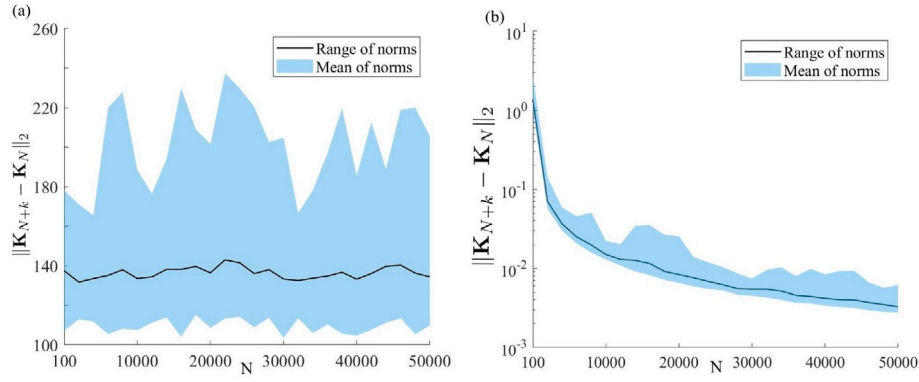 (a)
260
220
180
140
100
||K_{N+k} − K_N||_2
Range of norms
Mean of norms
100 10000 20000 30000 40000 50000
N
(b)
10^1
10^0
10^{-1}
10^{-2}
10^{-3}
||K_{N+k} − K_N||_2
Range of norms
Mean of norms
100 10000 20000 30000 40000 50000
N